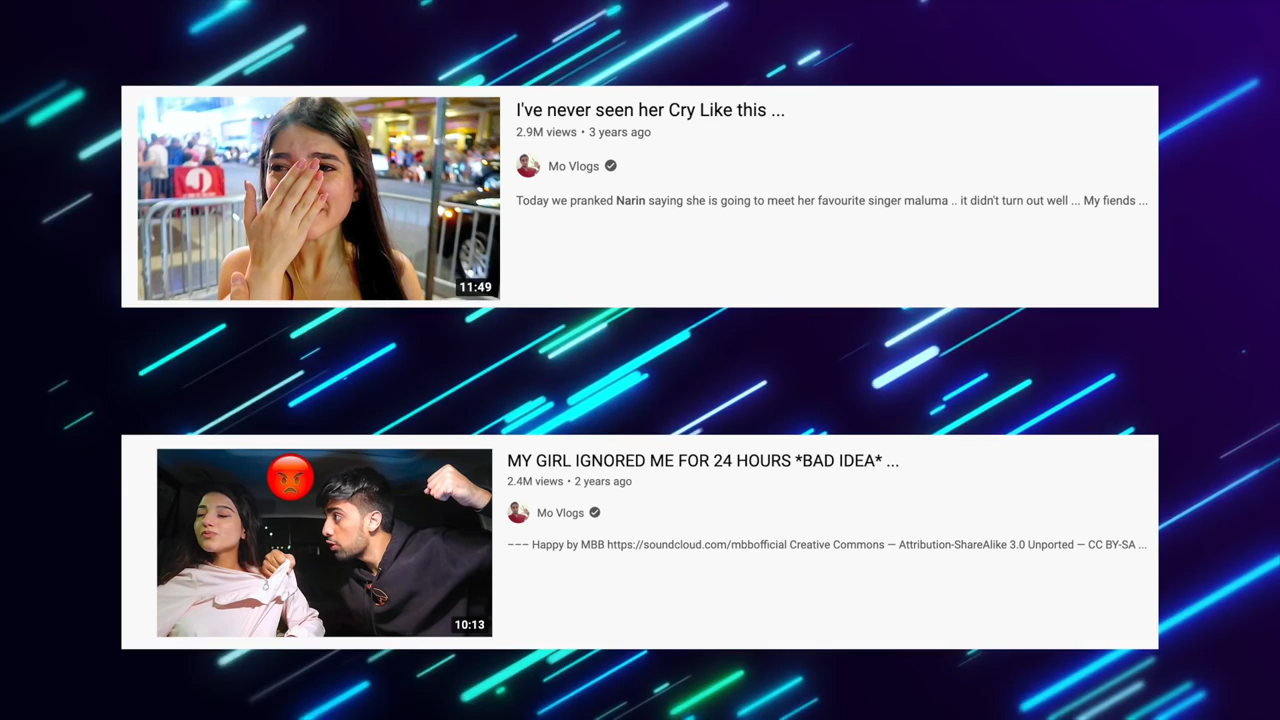 I've never seen her Cry Like this ...
2.9M views • 3 years ago
Mo Vlogs
Today we pranked Narin saying she is going to meet her favourite singer maluma .. it didn't turn out well ... My fiends ...
11:49
MY GIRL IGNORED ME FOR 24 HOURS *BAD IDEA* ...
2.4M views • 2 years ago
Mo Vlogs
––– Happy by MBB https://soundcloud.com/mbbofficial Creative Commons — Attribution-ShareAlike 3.0 Unported — CC BY-SA ...
10:13